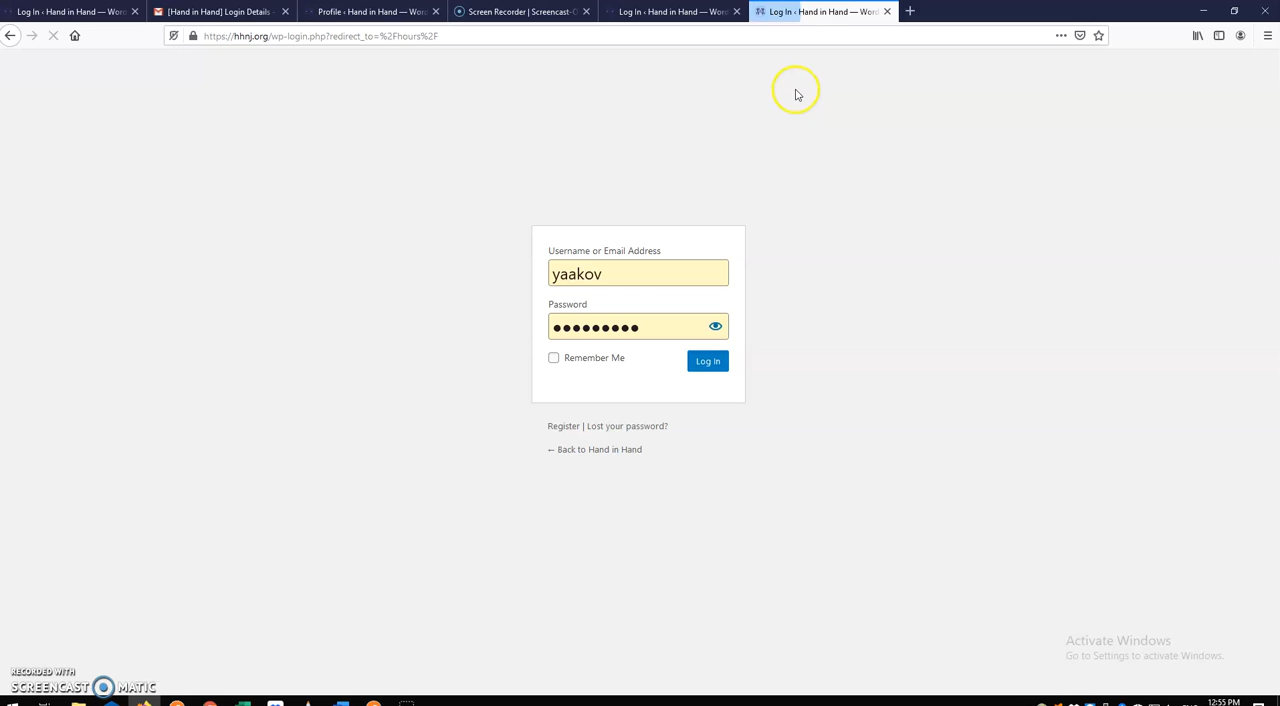 Log In ‹ Hand in Hand — Wor
[Hand in Hand] Login Details -
Profile ‹ Hand in Hand — Wor
Screen Recorder | Screencast-O
Log In ‹ Hand in Hand — Wor
Log In ‹ Hand in Hand — Wor
https://hhnj.org/wp-login.php?redirect_to=%2Fhours%2F
Username or Email Address
yaakov
Password
Remember Me
Log In
Register | Lost your password?
← Back to Hand in Hand
Activate Windows
Go to Settings to activate Windows.
RECORDED WITH
SCREENCAST MATIC
12:55 PM